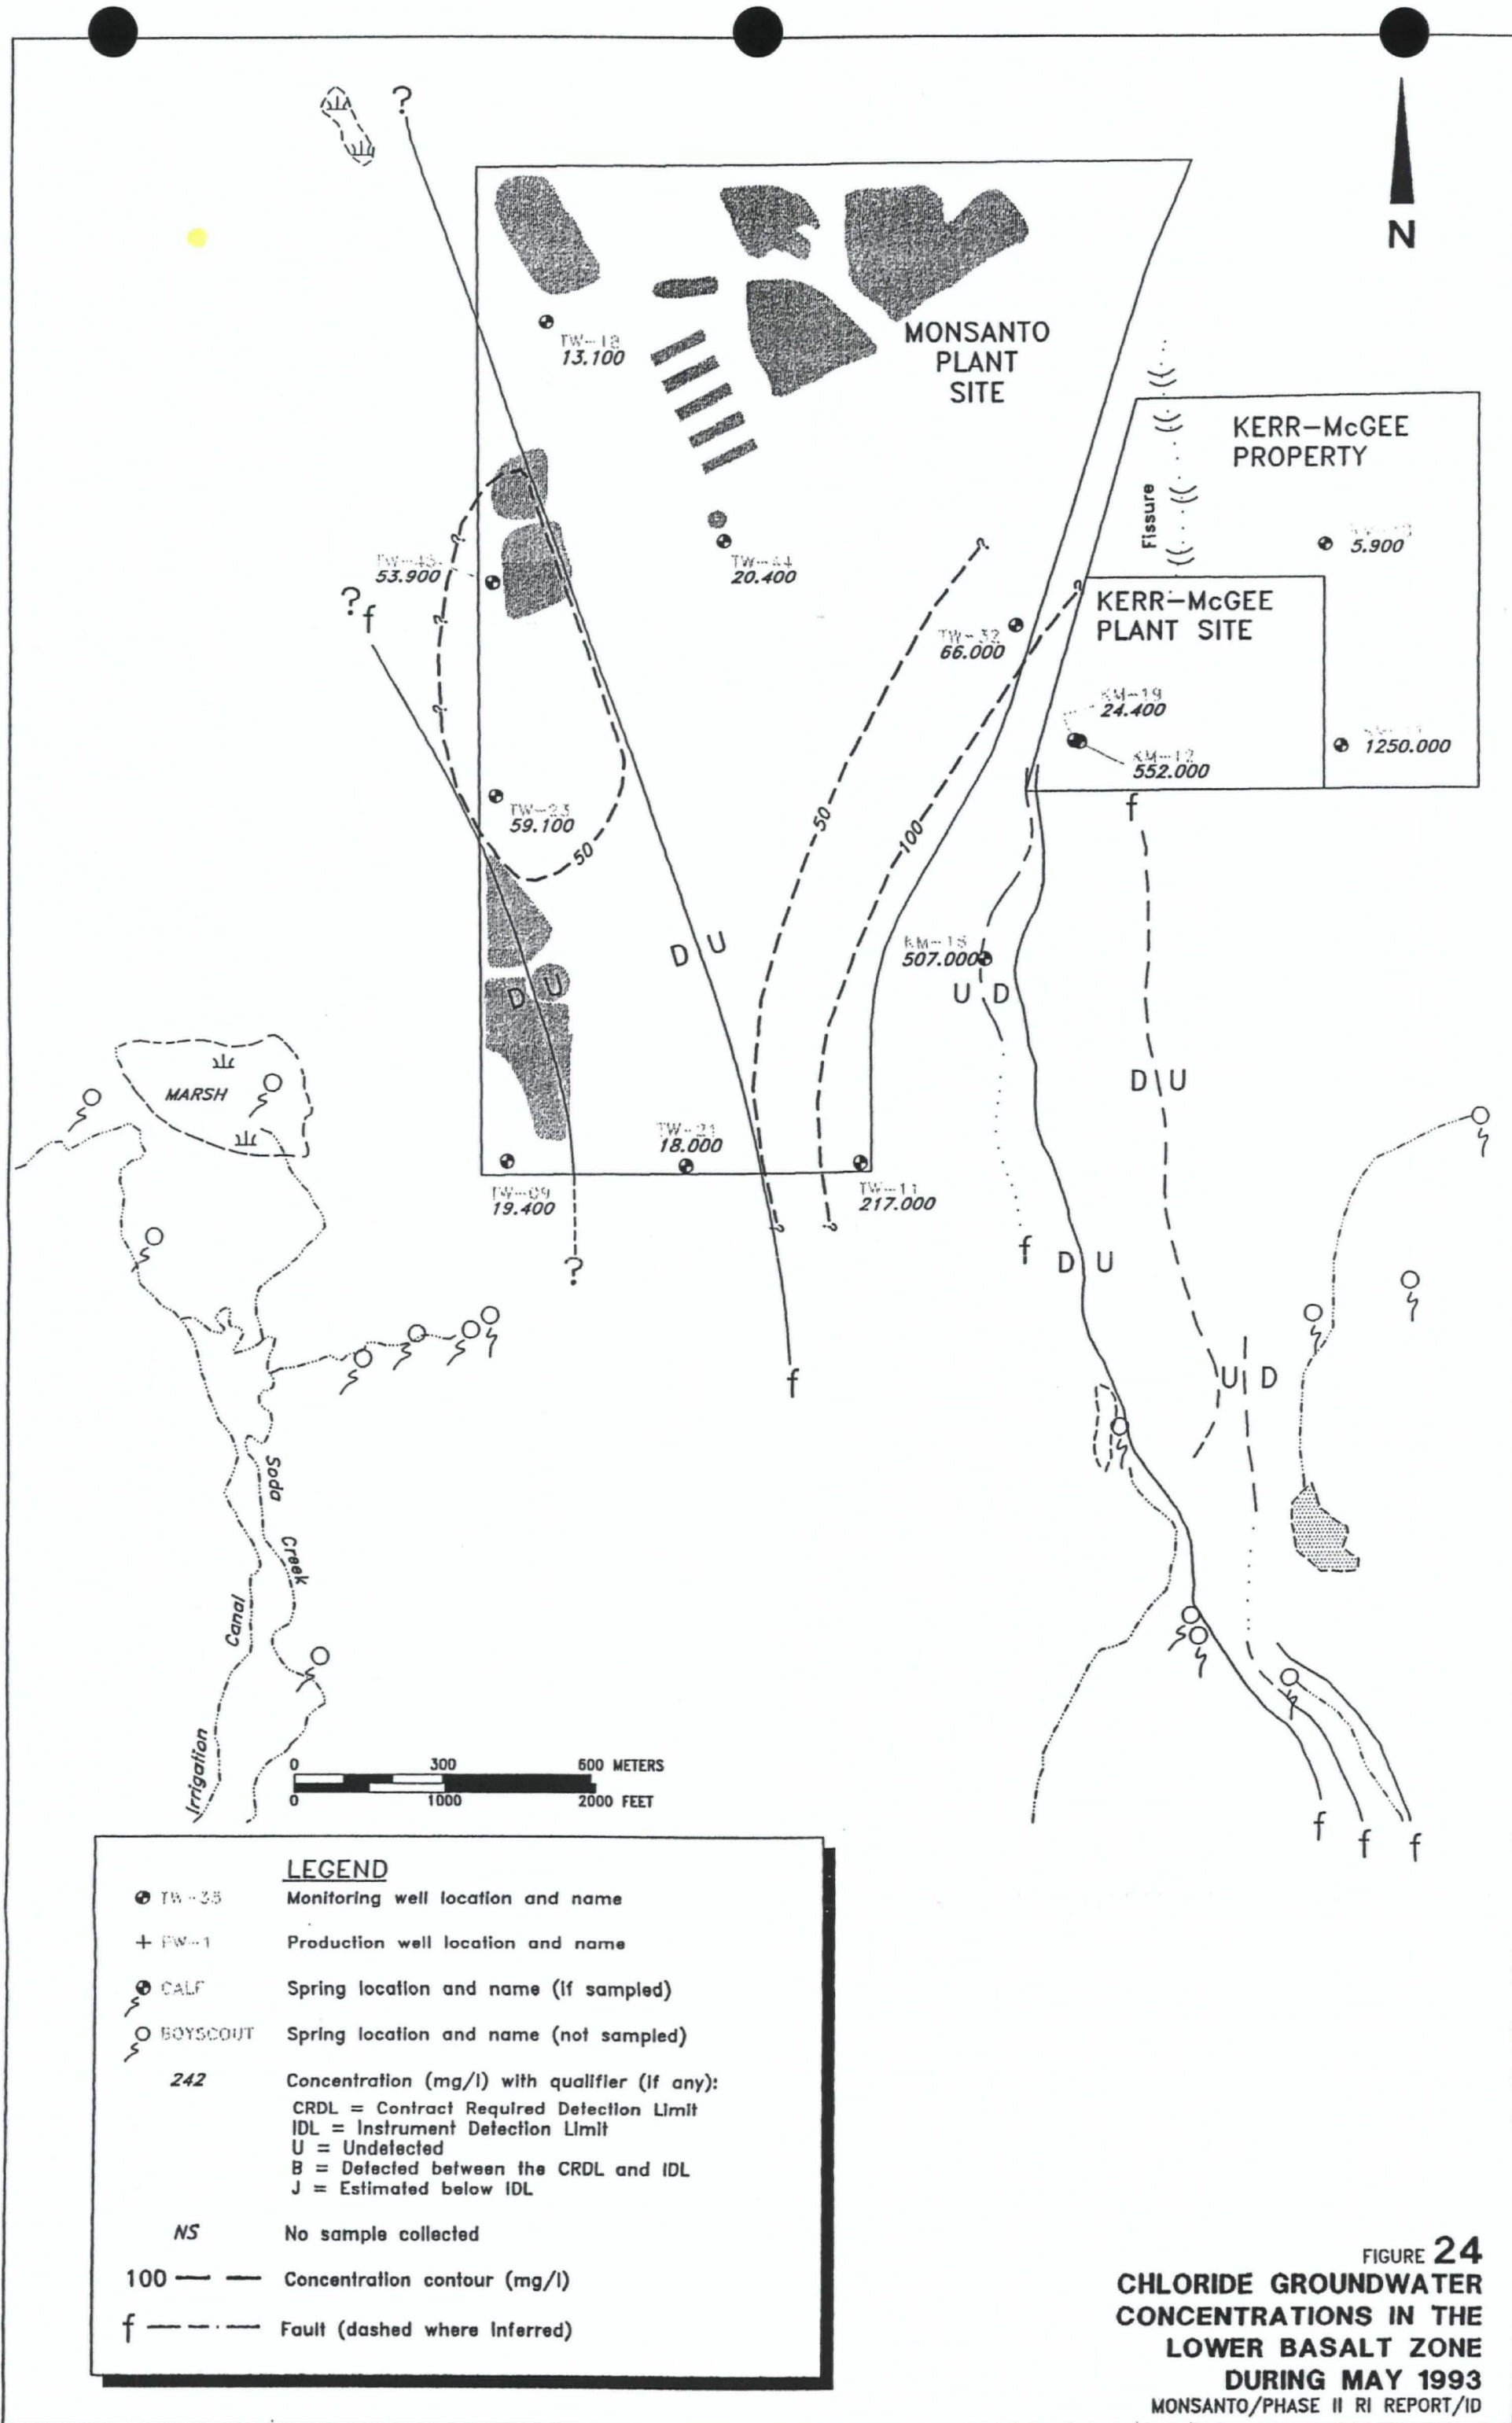 ?
N
MONSANTO
PLANT
SITE
TW-18
13.100
KERR-McGEE
PROPERTY
Fissure
5.900
TW-45
53.900
TW-44
20.400
?
f
KERR-McGEE
PLANT SITE
TW-32
66.000
KM-19
24.400
KM-12
552.000
1250.000
TW-23
59.100
50
50
100
f
D U
KM-18
507.000
U D
D U
D U
MARSH
TW-21
18.000
TW-09
19.400
TW-11
217.000
?
f
D U
f
U D
Soda
Creek
Canal
Irrigation
0 300 600 METERS
0 1000 2000 FEET
f
f
f
LEGEND
TW-35 Monitoring well location and name
PW-1 Production well location and name
CALF Spring location and name (if sampled)
BOYSCOUT Spring location and name (not sampled)
242 Concentration (mg/l) with qualifier (if any):
CRDL = Contract Required Detection Limit
IDL = Instrument Detection Limit
U = Undetected
B = Detected between the CRDL and IDL
J = Estimated below IDL
NS No sample collected
100 Concentration contour (mg/l)
f Fault (dashed where inferred)
FIGURE 24
CHLORIDE GROUNDWATER
CONCENTRATIONS IN THE
LOWER BASALT ZONE
DURING MAY 1993
MONSANTO/PHASE II RI REPORT/ID